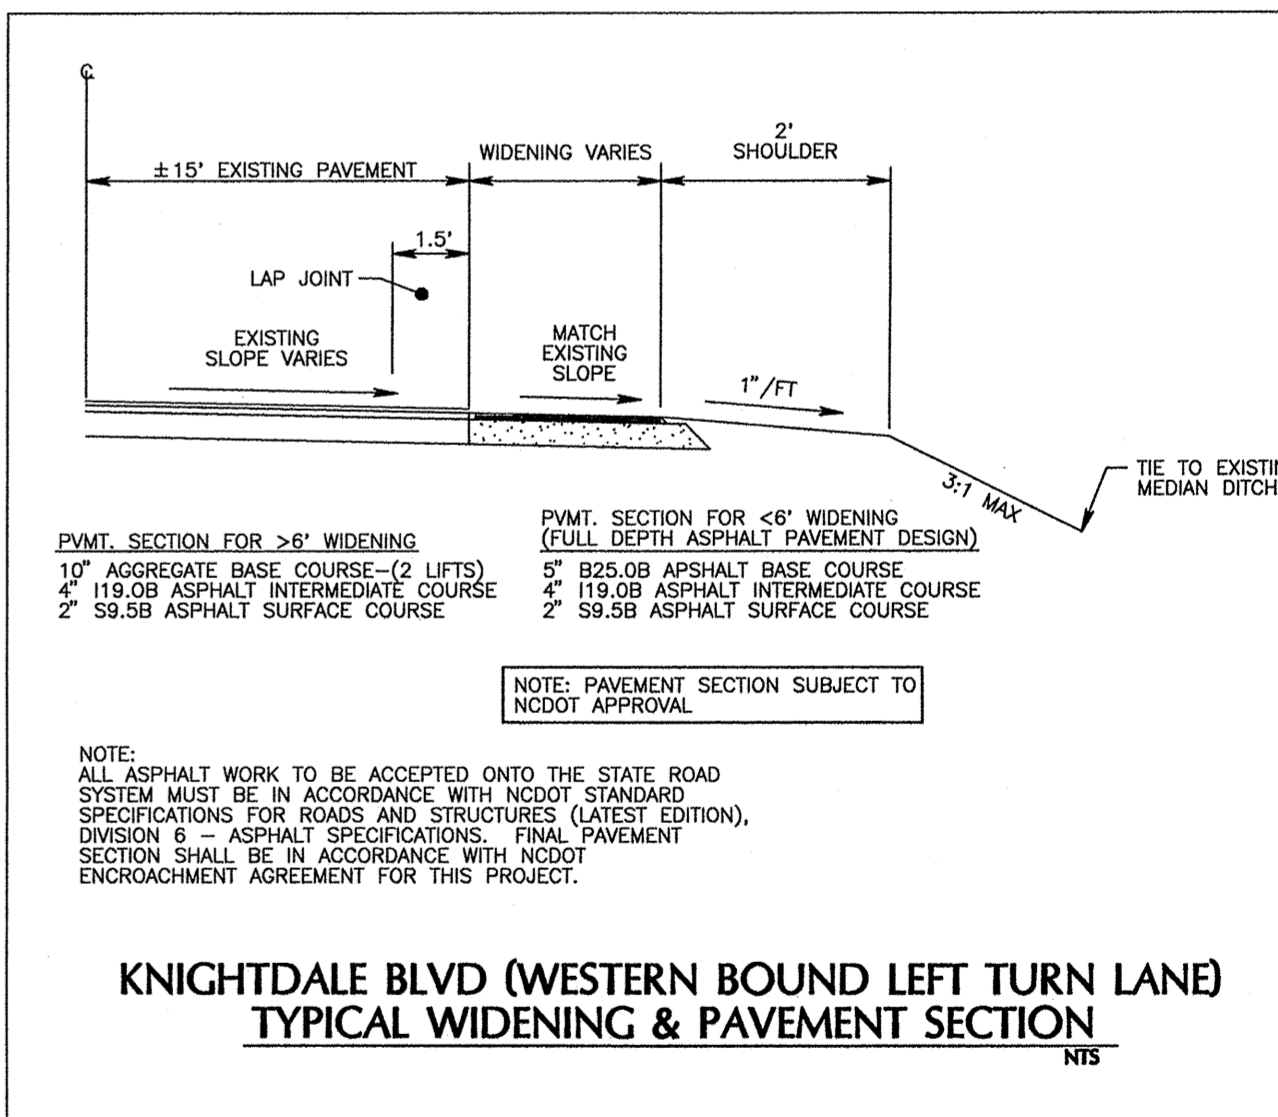 ℄
±15' EXISTING PAVEMENT
WIDENING VARIES
2'
SHOULDER
1.5'
LAP JOINT
EXISTING
SLOPE VARIES
MATCH
EXISTING
SLOPE
1"/FT
3:1 MAX
TIE TO EXISTIN
MEDIAN DITCH
PVMT. SECTION FOR >6' WIDENING
10" AGGREGATE BASE COURSE-(2 LIFTS)
4" I19.0B ASPHALT INTERMEDIATE COURSE
2" S9.5B ASPHALT SURFACE COURSE
PVMT. SECTION FOR <6' WIDENING
(FULL DEPTH ASPHALT PAVEMENT DESIGN)
5" B25.0B APSHALT BASE COURSE
4" I19.0B ASPHALT INTERMEDIATE COURSE
2" S9.5B ASPHALT SURFACE COURSE
NOTE: PAVEMENT SECTION SUBJECT TO
NCDOT APPROVAL
NOTE:
ALL ASPHALT WORK TO BE ACCEPTED ONTO THE STATE ROAD
SYSTEM MUST BE IN ACCORDANCE WITH NCDOT STANDARD
SPECIFICATIONS FOR ROADS AND STRUCTURES (LATEST EDITION),
DIVISION 6 – ASPHALT SPECIFICATIONS. FINAL PAVEMENT
SECTION SHALL BE IN ACCORDANCE WITH NCDOT
ENCROACHMENT AGREEMENT FOR THIS PROJECT.
KNIGHTDALE BLVD (WESTERN BOUND LEFT TURN LANE)
TYPICAL WIDENING & PAVEMENT SECTION
NTS